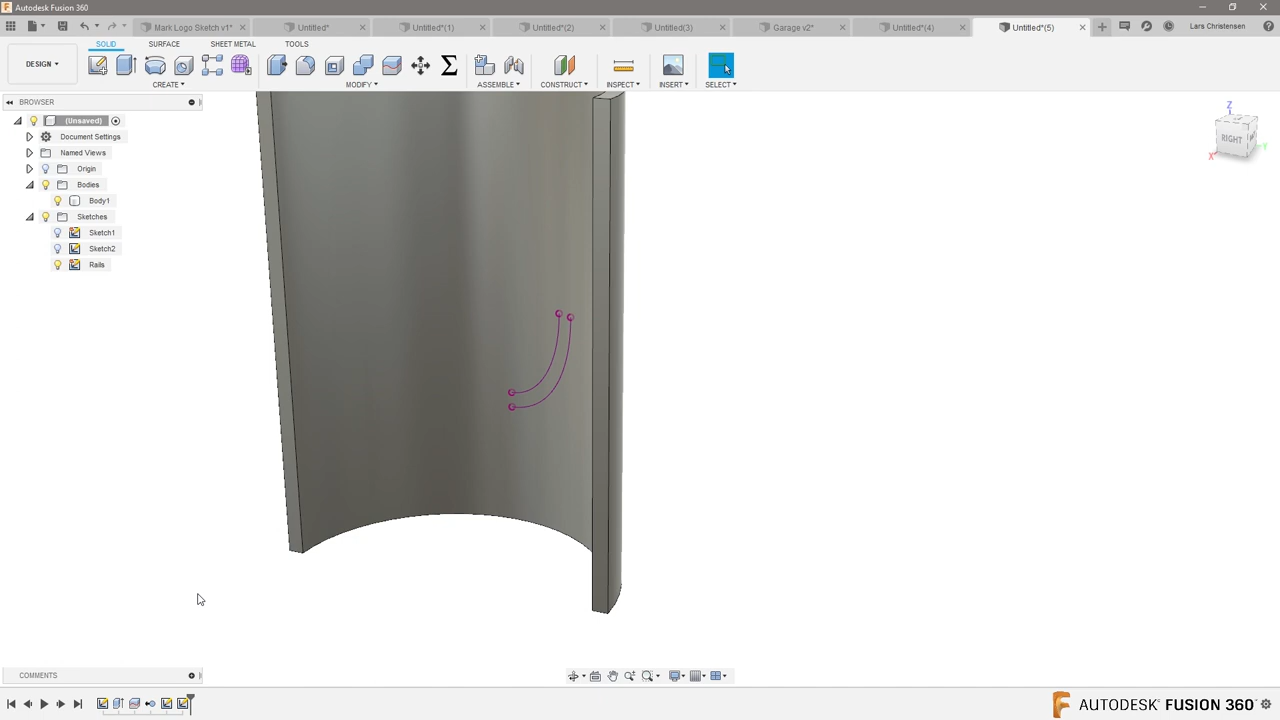 Autodesk Fusion 360
Mark Logo Sketch v1*
Untitled*
Untitled*(1)
Untitled*(2)
Untitled(3)
Garage v2*
Untitled*(4)
Untitled*(5)
Lars Christensen
SOLID
SURFACE
SHEET METAL
TOOLS
DESIGN
CREATE
MODIFY
ASSEMBLE
CONSTRUCT
INSPECT
INSERT
SELECT
BROWSER
(Unsaved)
Document Settings
Named Views
Origin
Bodies
Body1
Sketches
Sketch1
Sketch2
Rails
Z
RIGHT
X
Y
COMMENTS
AUTODESK FUSION 360